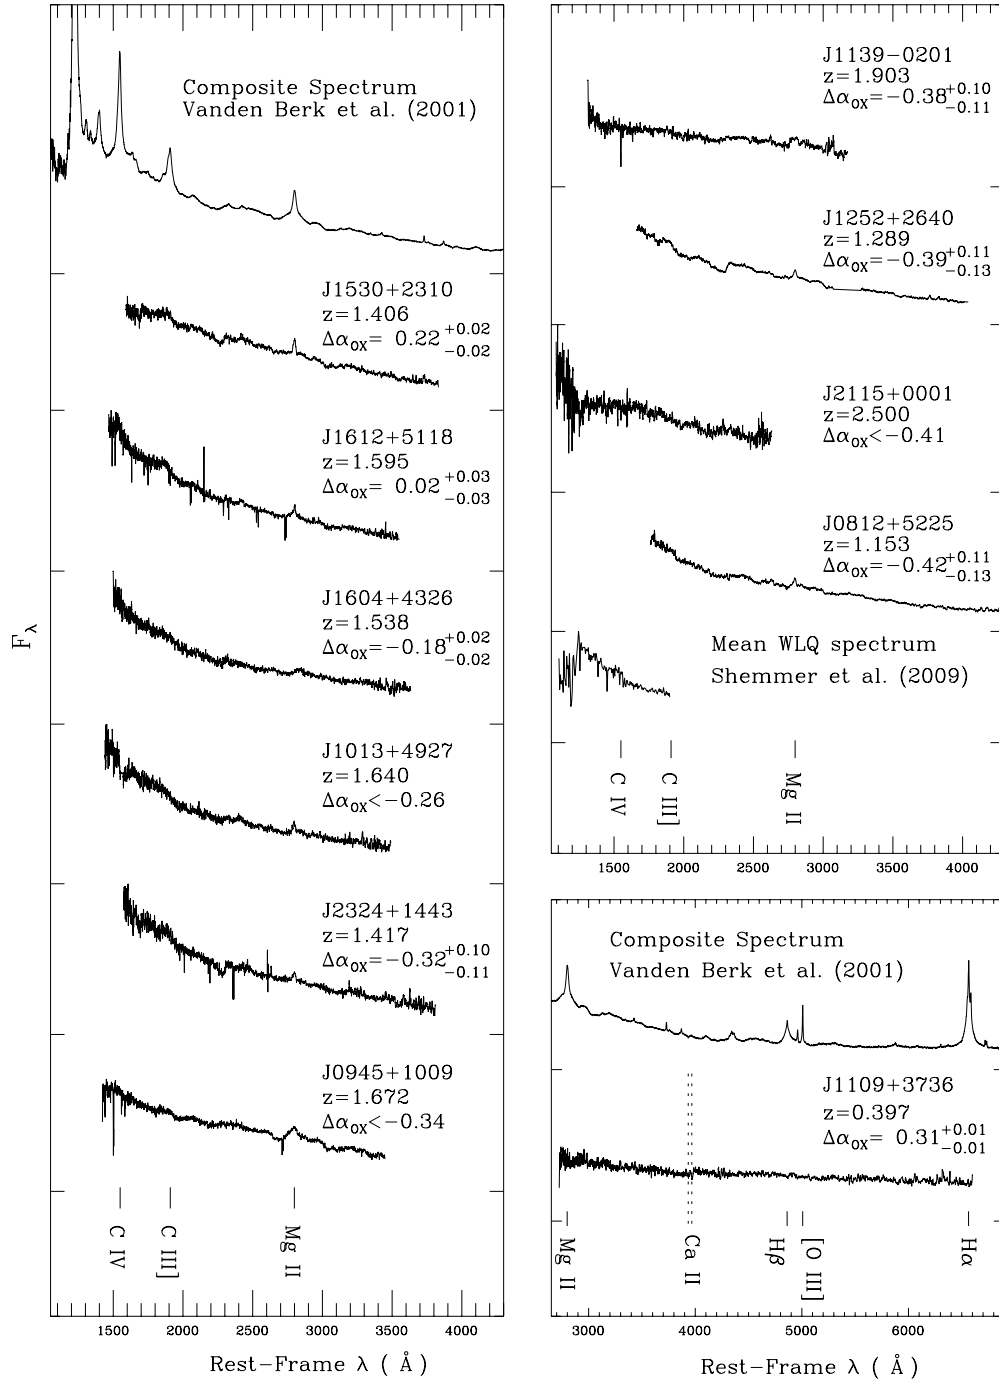 Composite Spectrum
Vanden Berk et al. (2001)
J1530+2310
z=1.406
Δα_ox= 0.22 +0.02 −0.02
J1612+5118
z=1.595
Δα_ox= 0.02 +0.03 −0.03
J1604+4326
z=1.538
Δα_ox=−0.18 +0.02 −0.02
J1013+4927
z=1.640
Δα_ox<−0.26
J2324+1443
z=1.417
Δα_ox=−0.32 +0.10 −0.11
J0945+1009
z=1.672
Δα_ox<−0.34
C IV
C III]
Mg II
1500 2000 2500 3000 3500 4000
Rest−Frame λ ( Å )
F_λ
J1139−0201
z=1.903
Δα_ox=−0.38 +0.10 −0.11
J1252+2640
z=1.289
Δα_ox=−0.39 +0.11 −0.13
J2115+0001
z=2.500
Δα_ox<−0.41
J0812+5225
z=1.153
Δα_ox=−0.42 +0.11 −0.13
Mean WLQ spectrum
Shemmer et al. (2009)
C IV
C III]
Mg II
1500 2000 2500 3000 3500 4000
Composite Spectrum
Vanden Berk et al. (2001)
J1109+3736
z=0.397
Δα_ox= 0.31 +0.01 −0.01
Mg II
Ca II
Hβ
[O III]
Hα
3000 4000 5000 6000
Rest−Frame λ ( Å )